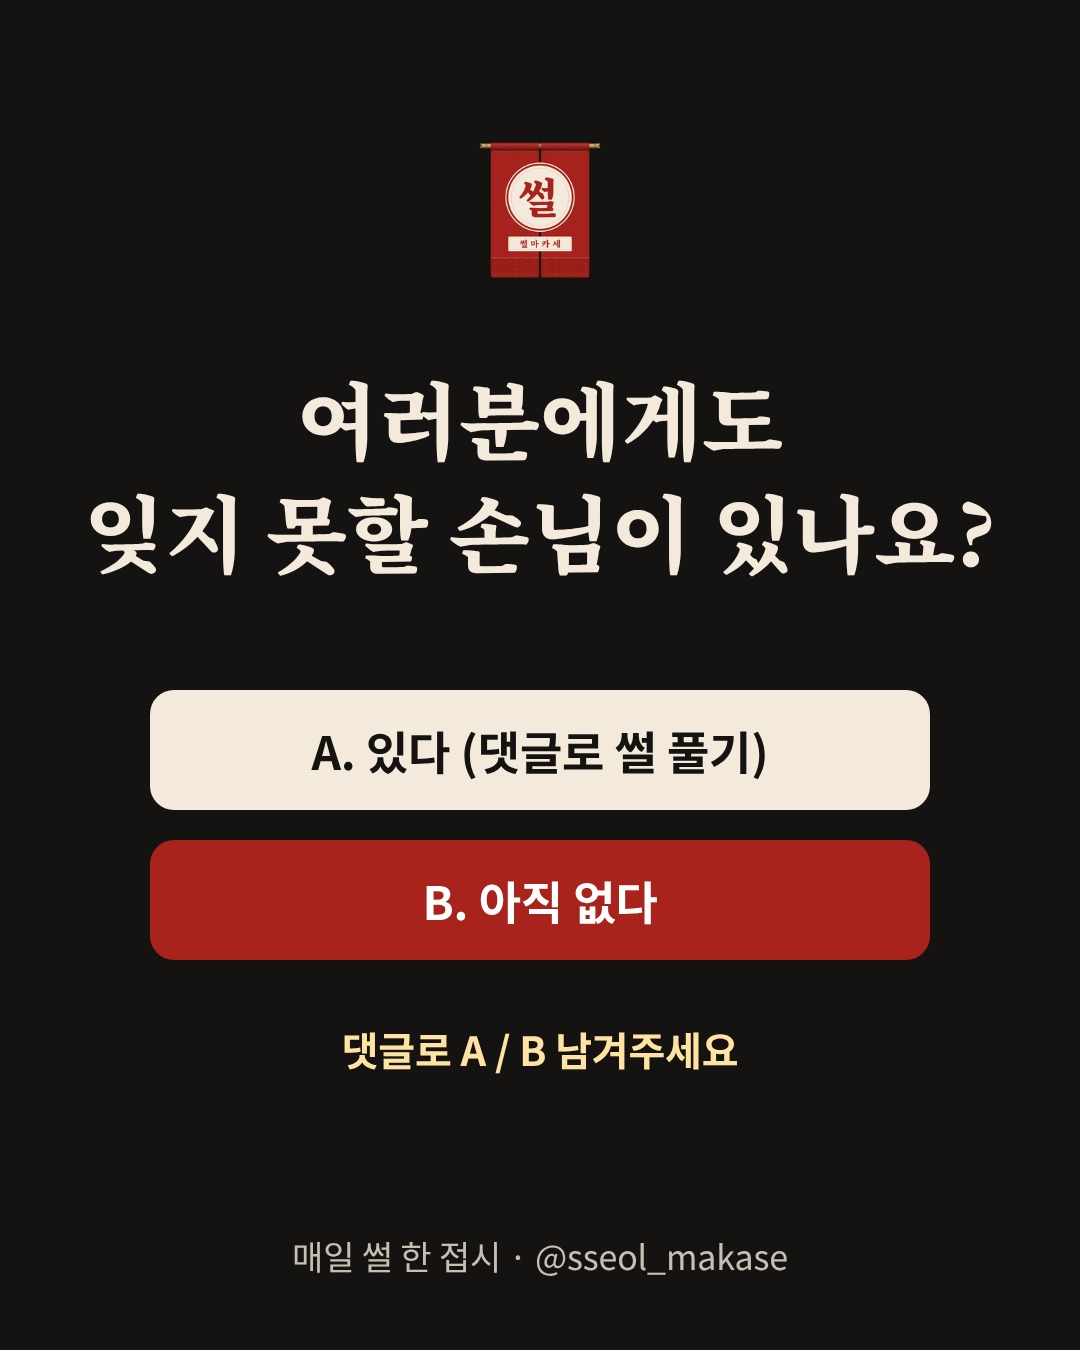 썰
썰마카세
여러분에게도
잊지 못할 손님이 있나요?
A. 있다 (댓글로 썰 풀기)
B. 아직 없다
댓글로 A / B 남겨주세요
매일 썰 한 접시 · @sseol_makase